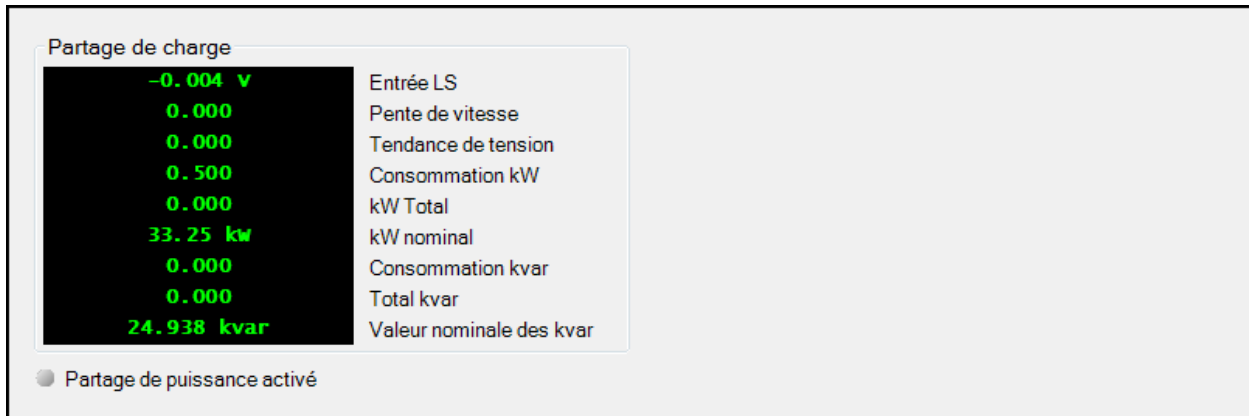 Partage de charge
-0.004 V Entrée LS
0.000 Pente de vitesse
0.000 Tendance de tension
0.500 Consommation kW
0.000 kW Total
33.25 kW kW nominal
0.000 Consommation kvar
0.000 Total kvar
24.938 kvar Valeur nominale des kvar
Partage de puissance activé